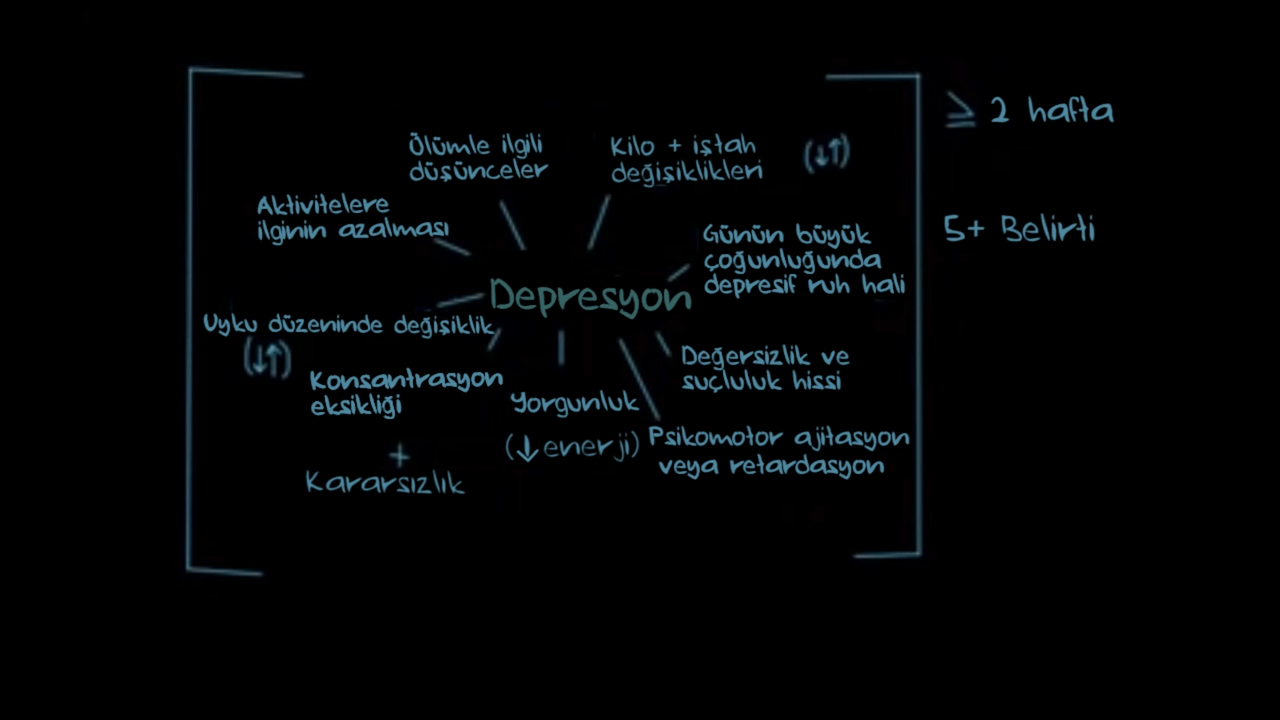 Ölümle ilgili
düşünceler
Kilo + iştah
değişiklikleri
(↓↑)
≥ 2 hafta
Aktivitelere
ilginin azalması
Günün büyük
çoğunluğunda
depresif ruh hali
5+ Belirti
Depresyon
Uyku düzeninde değişiklik
(↓↑)
Konsantrasyon
eksikliği
+
Kararsızlık
Yorgunluk
(↓enerji)
Değersizlik ve
suçluluk hissi
Psikomotor ajitasyon
veya retardasyon